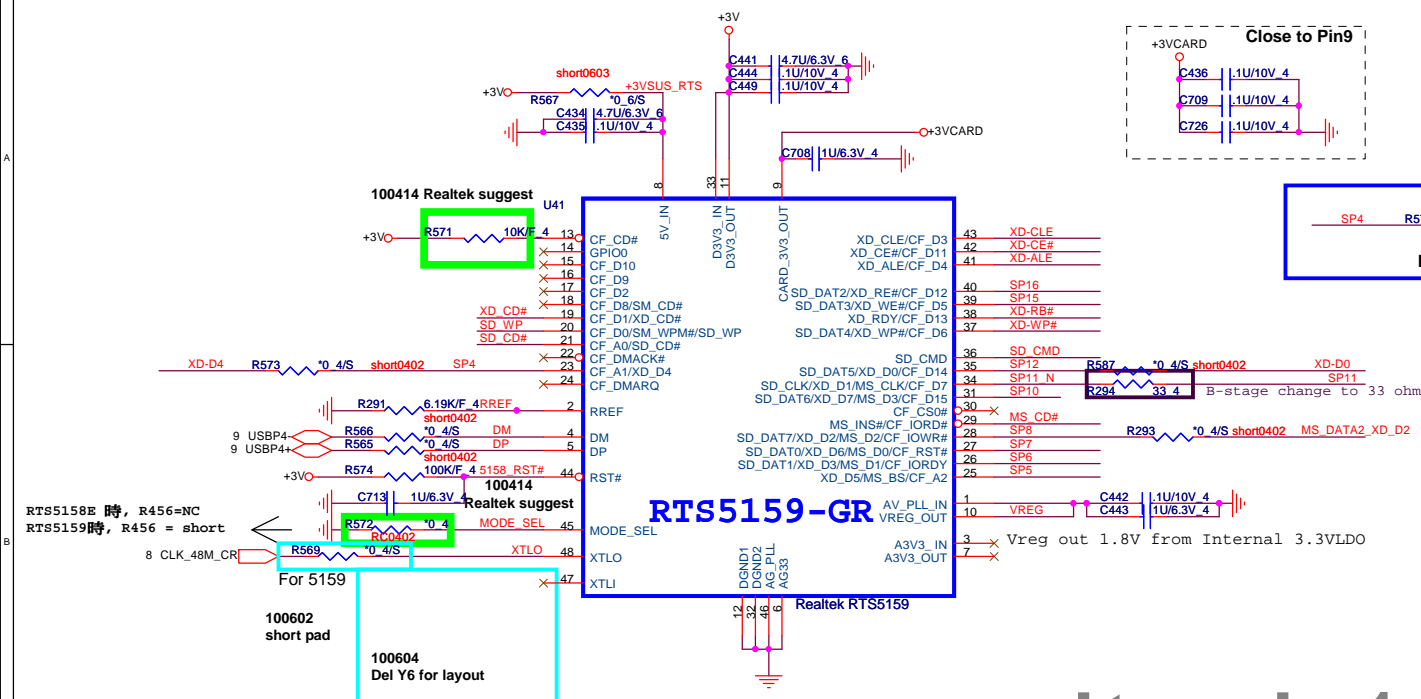 +3V
Close to Pin9
+3VCARD
C441 4.7U/6.3V_6
C444 .1U/10V_4
C449 .1U/10V_4
short0603
+3VSUS_RTS
+3V
R567 *0_6/S
C434 4.7U/6.3V_6
C435 .1U/10V_4
C436 .1U/10V_4
C709 .1U/10V_4
C726 .1U/10V_4
+3VCARD
C708 1U/6.3V_4
A
8
33
11
9
100414 Realtek suggest
U41
+3V
R571 10K/F_4
5V_IN
D3V3_IN
D3V3_OUT
CARD_3V3_OUT
SP4
13 CF_CD#
14 GPIO0
15 CF_D10
16 CF_D9
17 CF_D2
18 CF_D8/SM_CD#
XD_CD# 19 CF_D1/XD_CD#
SD_WP 20 CF_D0/SM_WPM#/SD_WP
SD_CD# 21 CF_A0/SD_CD#
22 CF_DMACK#
XD-D4 R573 *0_4/S short0402 SP4 23 CF_A1/XD_D4
24 CF_DMARQ
XD_CLE/CF_D3 43 XD-CLE
XD_CE#/CF_D11 42 XD-CE#
XD_ALE/CF_D4 41 XD-ALE
SD_DAT2/XD_RE#/CF_D12 40 SP16
SD_DAT3/XD_WE#/CF_D5 39 SP15
XD_RDY/CF_D13 38 XD-RB#
SD_DAT4/XD_WP#/CF_D6 37 XD-WP#
SD_CMD 36 SD_CMD
SD_DAT5/XD_D0/CF_D14 35 SP12 R587 *0_4/S short0402 XD-D0
SD_CLK/XD_D1/MS_CLK/CF_D7 34 SP11_N R294 33_4 SP11
B-stage change to 33 ohm
SD_DAT6/XD_D7/MS_D3/CF_D15 31 SP10
CF_CS0# 30
MS_INS#/CF_IORD# 29 MS_CD#
SD_DAT7/XD_D2/MS_D2/CF_IOWR# 28 SP8 R293 *0_4/S short0402 MS_DATA2_XD_D2
SD_DAT0/XD_D6/MS_D0/CF_RST# 27 SP7
SD_DAT1/XD_D3/MS_D1/CF_IORDY 26 SP6
XD_D5/MS_BS/CF_A2 25 SP5
R291 6.19K/F_4 RREF 2 RREF
short0402
9 USBP4- R566 *0_4/S DM 4 DM
9 USBP4+ R565 *0_4/S DP 5 DP
short0402
+3V R574 100K/F_4 5158_RST# 44 RST#
100414
Realtek suggest
C713 1U/6.3V_4
RTS5158E 時, R456=NC
RTS5159時, R456 = short
R572 *0_4 MODE_SEL 45 MODE_SEL
RC0402
8 CLK_48M_CR R569 *0_4/S XTLO 48 XTLO
For 5159
47 XTLI
RTS5159-GR
AV_PLL_IN 1
VREG_OUT 10 VREG
C442 .1U/10V_4
C443 1U/6.3V_4
A3V3_IN 3
A3V3_OUT 7
Vreg out 1.8V from Internal 3.3VLDO
B
DGND1
DGND2
AG_PLL
AG33
12
32
46
6
Realtek RTS5159
100602
short pad
100604
Del Y6 for layout